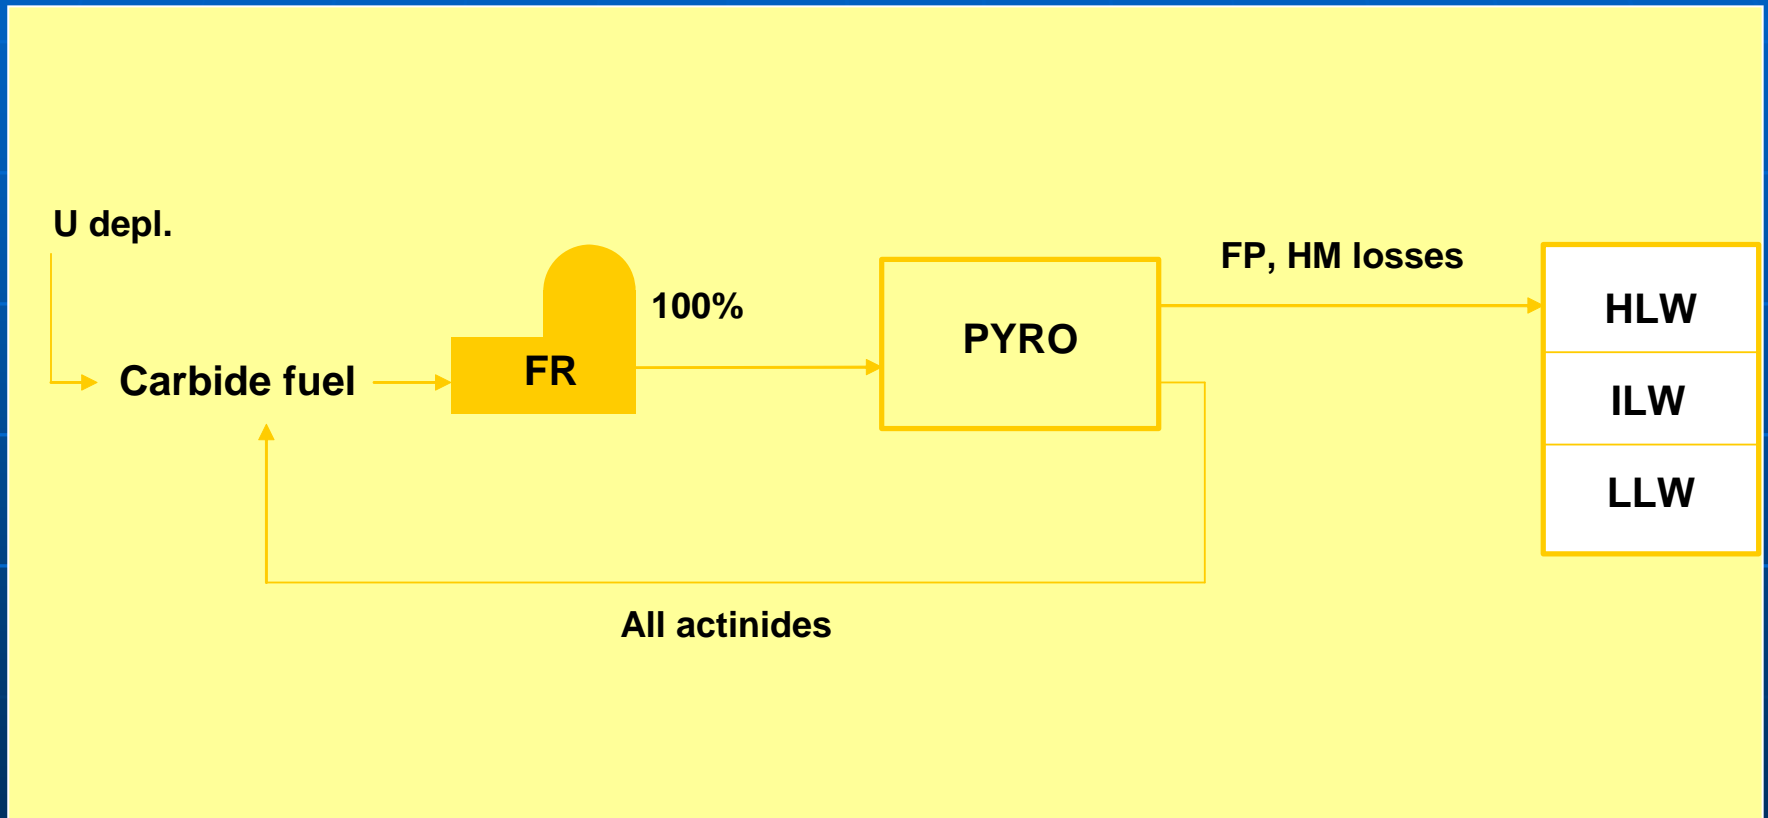 U depl.
Carbide fuel
FR
100%
PYRO
FP, HM losses
HLW
ILW
LLW
All actinides